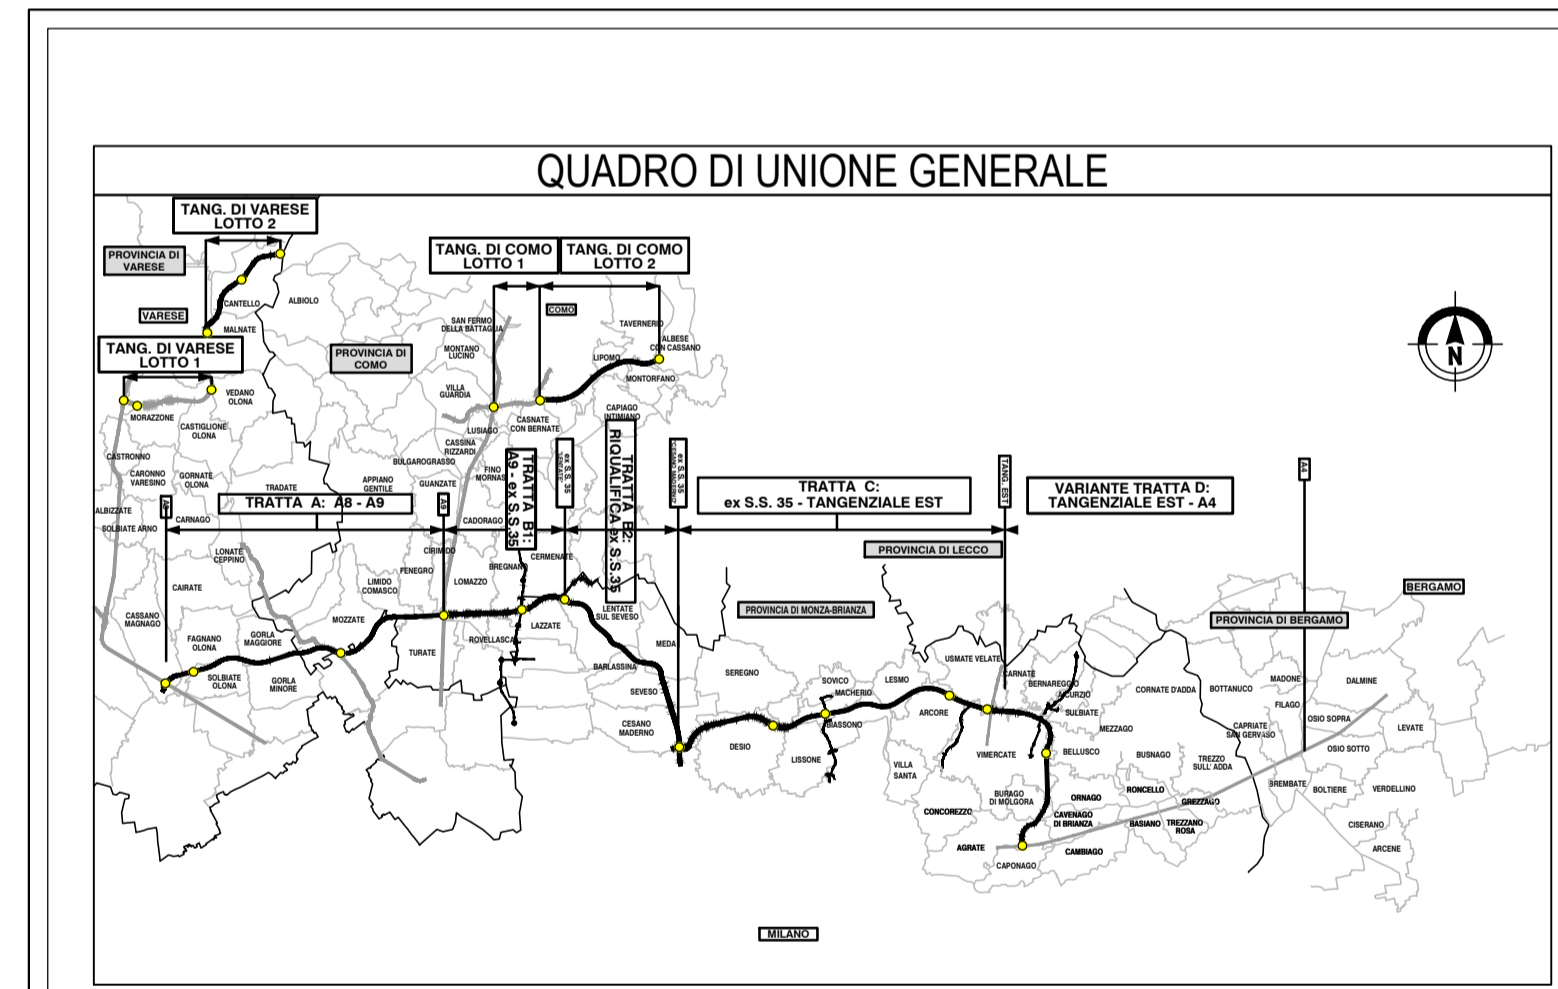 QUADRO DI UNIONE GENERALE
TANG. DI VARESE
LOTTO 2
PROVINCIA DI
VARESE
CANTELLO
ALBIOLO
VARESE
MALNATE
TANG. DI VARESE
LOTTO 1
VEDANO
OLONA
MORAZZONE
CASTIGLIONE
OLONA
TANG. DI COMO
LOTTO 1
TANG. DI COMO
LOTTO 2
COMO
SAN FERMO
DELLA BATTAGLIA
TAVERNERIO
ALBESE
CON CASSANO
MONTANO
LUCINO
LIPOMO
PROVINCIA DI
COMO
MONTORFANO
VILLA
GUARDIA
CAPIAGO
INTIMIANO
CASNATE
CON BERNATE
LUSIAGO
CASSINA
RIZZARDI
BULGAROGRASSO
FINO
MORNAS
GUANZATE
APPIANO
GENTILE
N
CASTRONNO
CARONNO
VARESINO
GORNATE
OLONA
TRADATE
ALBIZZATE
SOLBIATE ARNO
CARNAGO
A8
TRATTA A: A8 - A9
A9
CADORAGO
TRATTA B1:
A9 - ex S.S.35
ex S.S. 35
TRATTA B2:
RIQUALIFICA ex S.S.35
ex S.S. 35
CESANO MADERNO
TRATTA C:
ex S.S. 35 - TANGENZIALE EST
TANG. EST
VARIANTE TRATTA D:
TANGENZIALE EST - A4
A4
LONATE
CEPPINO
CIRIMIDO
FENEGRO
CERMENATE
BREGNANO
LOMAZZO
LIMIDO
COMASCO
CAIRATE
PROVINCIA DI LECCO
BERGAMO
CASSANO
MAGNAGO
MOZZATE
LENTATE
SUL SEVESO
LAZZATE
PROVINCIA DI MONZA-BRIANZA
PROVINCIA DI BERGAMO
FAGNANO
OLONA
GORLA
MAGGIORE
ROVELLASCA
TURATE
MEDA
BARLASSINA
SOLBIATE
OLONA
GORLA
MINORE
SEVESO
SEREGNO
SOVICO
MACHERIO
LESMO
USMATE VELATE
CARNATE
BERNAREGGIO
CORNATE D'ADDA
BOTTANUCO
MADONE
DALMINE
CESANO
MADERNO
DESIO
BIASSONO
LISSONE
ARCORE
SULBIATE
MEZZAGO
FILAGO
OSIO SOPRA
CAPRIATE
SAN GERVASO
LEVATE
OSIO SOTTO
VILLA
SANTA
VIMERCATE
BELLUSCO
BUSNAGO
TREZZO
SULL' ADDA
BREMBATE
BOLTIERE
VERDELLINO
BURAGO
DI MOLGORA
ORNAGO
RONCELLO
GREZZAGO
CONCOREZZO
CAVENAGO
DI BRIANZA
BASIANO
TREZZANO
ROSA
CISERANO
AGRATE
CAMBIAGO
ARCENE
CAPONAGO
MILANO